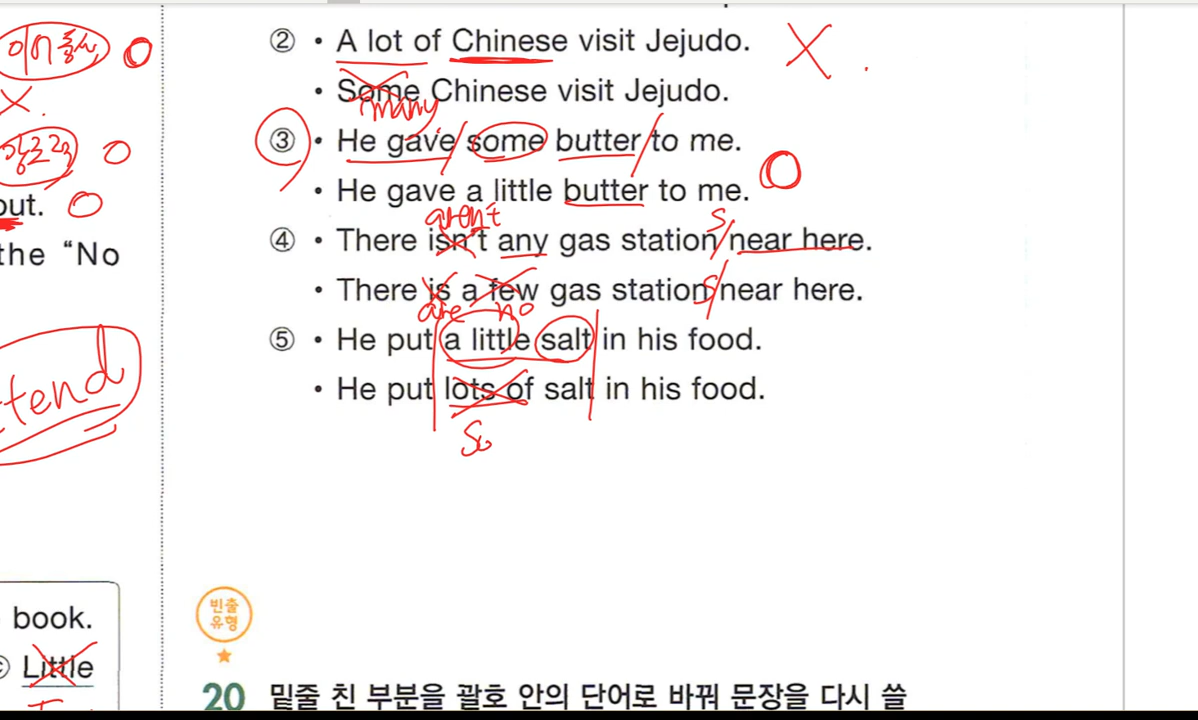 ② • A lot of Chinese visit Jejudo. X
• Some Chinese visit Jejudo.
many
③ • He gave some butter to me.
• He gave a little butter to me. O
aren't s
④ • There isn't any gas station near here.
• There is a few gas station near here.
are no s
⑤ • He put a little salt in his food.
• He put lots of salt in his food.
So
O
X
O
out. O
the “No
tend
book.
Little
빈출
유형
20 밑줄 친 부분을 괄호 안의 단어로 바꿔 문장을 다시 쓸